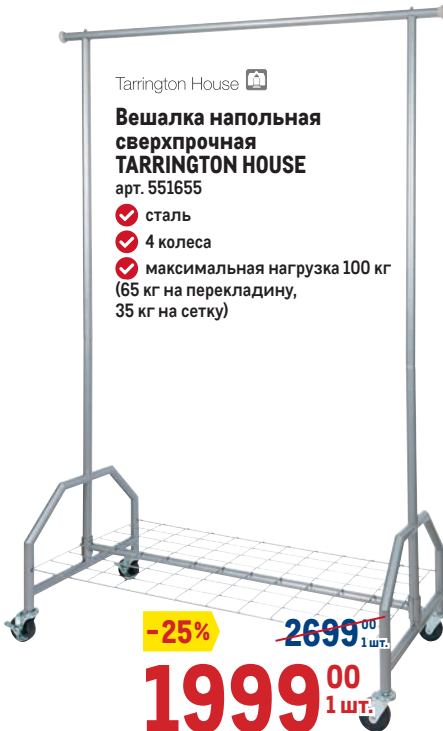 Tarrington House
Вешалка напольная
сверхпрочная
TARRINGTON HOUSE
арт. 551655
сталь
4 колеса
максимальная нагрузка 100 кг
(65 кг на перекладину,
35 кг на сетку)
-25%
2699 00
1 шт.
1999 00
1 шт.